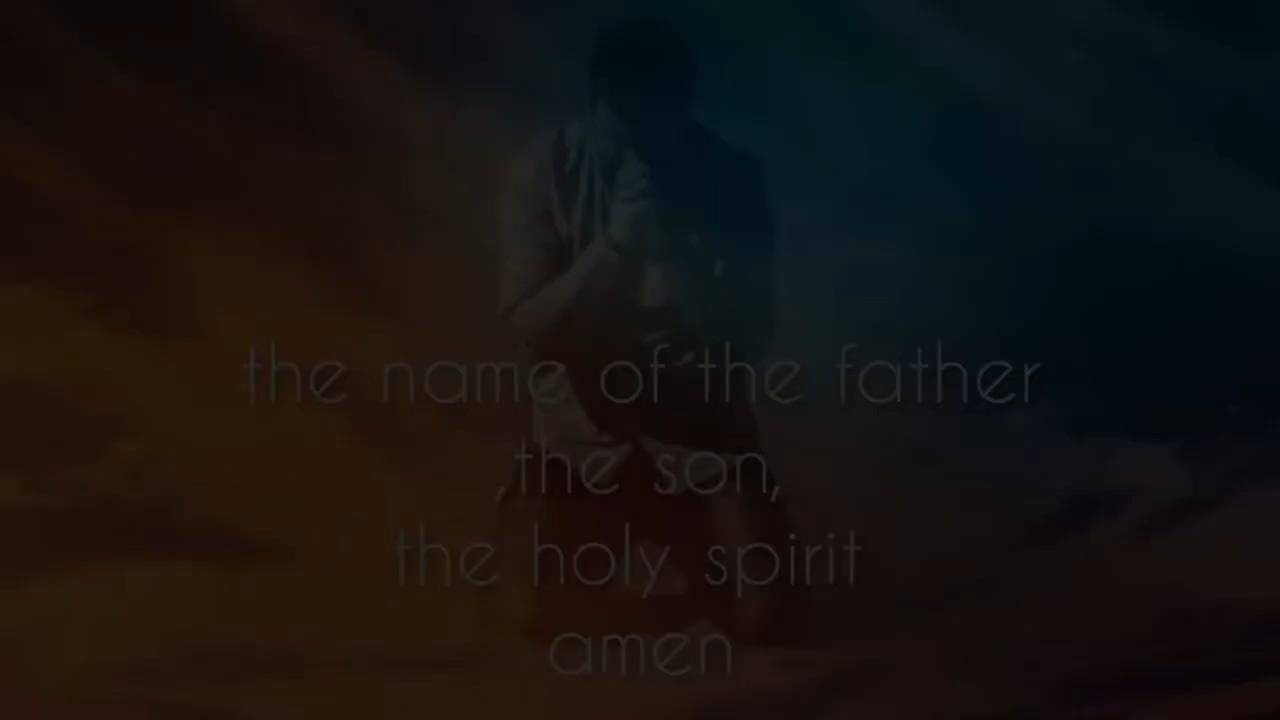 the name of the father
,the son,
the holy spirit
amen